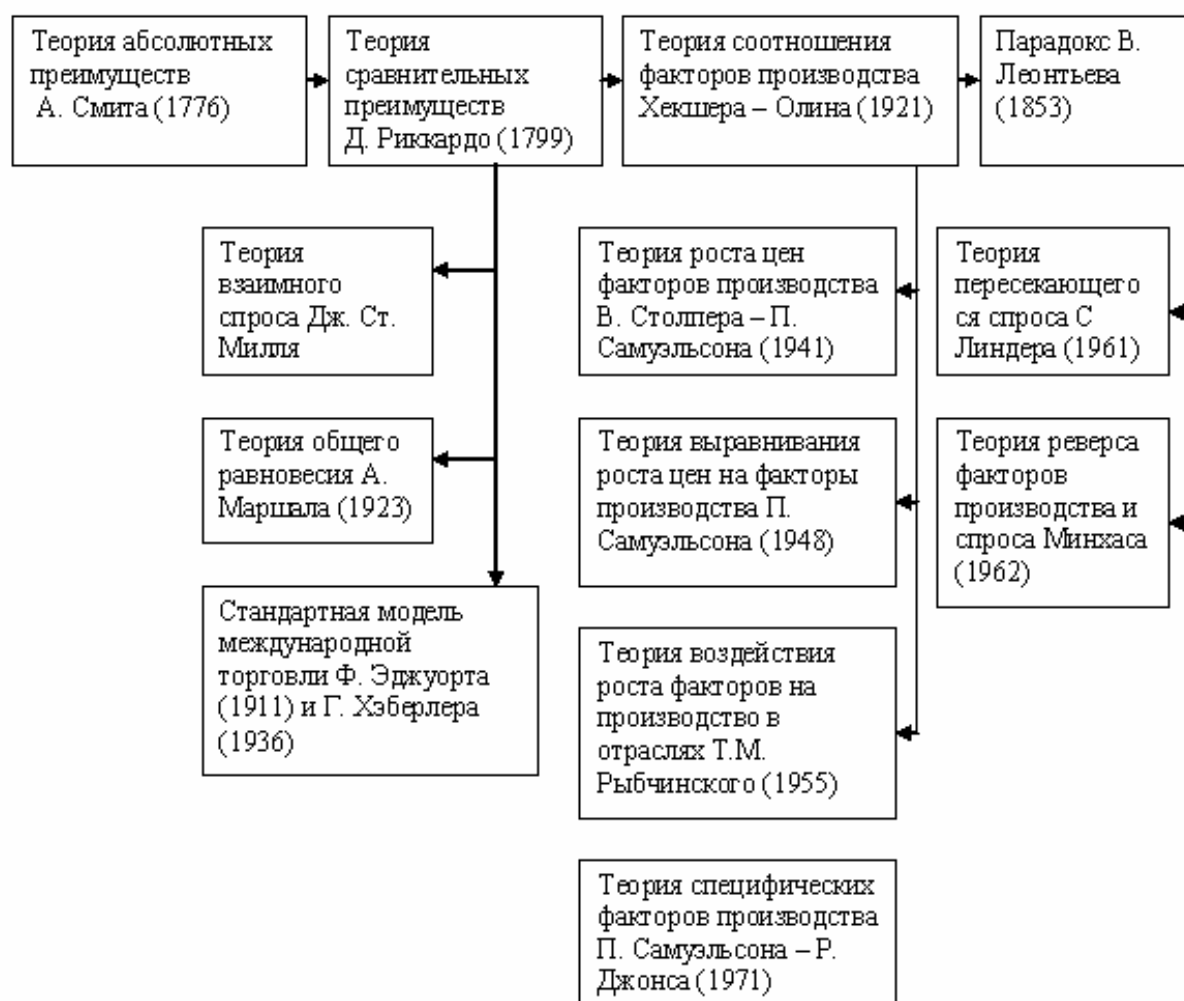 Теория абсолютных
преимуществ
А. Смита (1776)
Теория
сравнительных
преимуществ
Д. Риккардо (1799)
Теория соотношения
факторов производства
Хекшера – Олина (1921)
Парадокс В.
Леонтьева
(1853)
Теория
взаимного
спроса Дж. Ст.
Милля
Теория роста цен
факторов производства
В. Столпера – П.
Самуэльсона (1941)
Теория
пересекающего
ся спроса С
Линдера (1961)
Теория общего
равновесия А.
Маршала (1923)
Теория выравнивания
роста цен на факторы
производства П.
Самуэльсона (1948)
Теория реверса
факторов
производства и
спроса Минхаса
(1962)
Стандартная модель
международной
торговли Ф. Эджуорта
(1911) и Г. Хэберлера
(1936)
Теория воздействия
роста факторов на
производство в
отраслях Т.М.
Рыбчинского (1955)
Теория специфических
факторов производства
П. Самуэльсона – Р.
Джонса (1971)